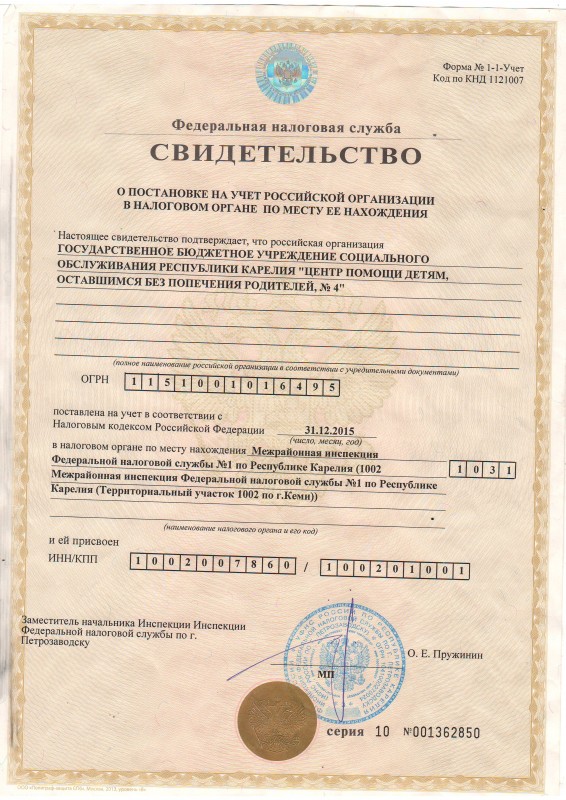 Форма № 1-1-Учет
Код по КНД 1121007
Федеральная налоговая служба
СВИДЕТЕЛЬСТВО
О ПОСТАНОВКЕ НА УЧЕТ РОССИЙСКОЙ ОРГАНИЗАЦИИ
В НАЛОГОВОМ ОРГАНЕ ПО МЕСТУ ЕЕ НАХОЖДЕНИЯ
Настоящее свидетельство подтверждает, что российская организация
ГОСУДАРСТВЕННОЕ БЮДЖЕТНОЕ УЧРЕЖДЕНИЕ СОЦИАЛЬНОГО
ОБСЛУЖИВАНИЯ РЕСПУБЛИКИ КАРЕЛИЯ "ЦЕНТР ПОМОЩИ ДЕТЯМ,
ОСТАВШИМСЯ БЕЗ ПОПЕЧЕНИЯ РОДИТЕЛЕЙ, № 4"
(полное наименование российской организации в соответствии с учредительными документами)
ОГРН 1151001016495
поставлена на учет в соответствии с
Налоговым кодексом Российской Федерации 31.12.2015
(число, месяц, год)
в налоговом органе по месту нахождения Межрайонная инспекция
Федеральной налоговой службы №1 по Республике Карелия (1002 1031
Межрайонная инспекция Федеральной налоговой службы №1 по Республике
Карелия (Территориальный участок 1002 по г.Кеми))
(наименование налогового органа и его код)
и ей присвоен
ИНН/КПП 1002007860 / 100201001
Заместитель начальника Инспекции Инспекции
Федеральной налоговой службы по г.
Петрозаводску
О. Е. Пружинин
МП
серия 10 №001362850